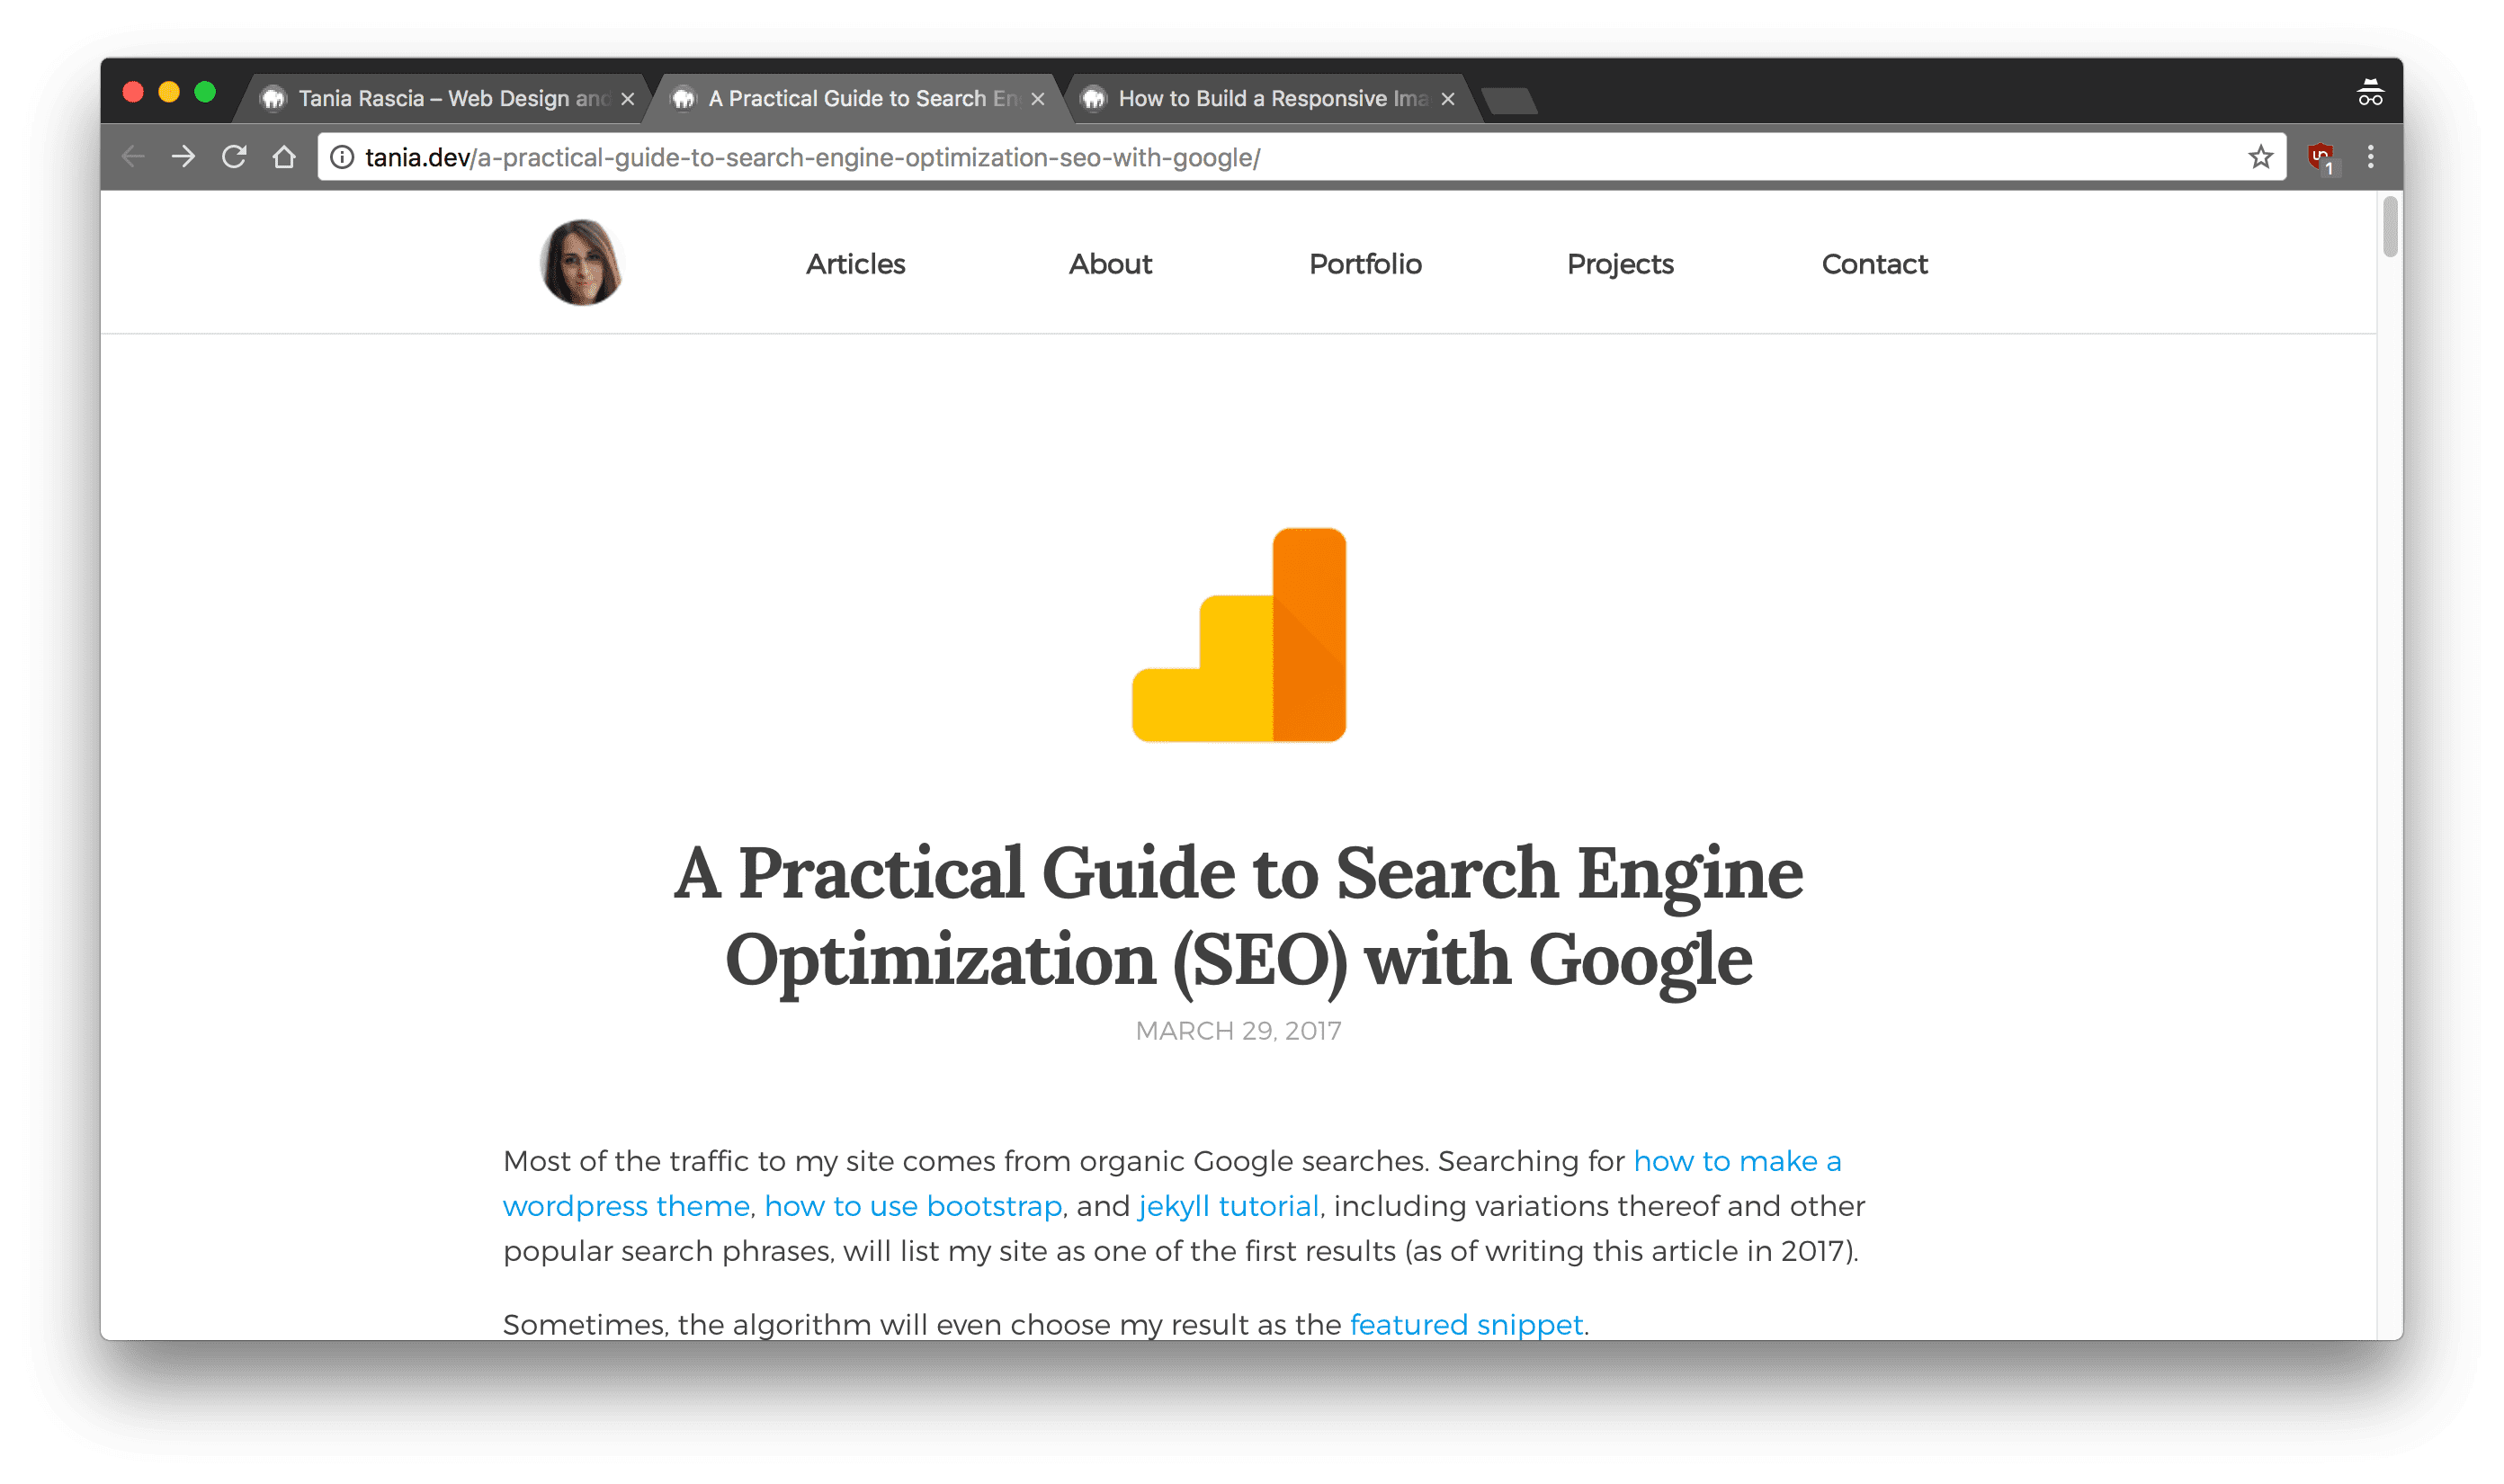 Tania Rascia – Web Design and
A Practical Guide to Search En
How to Build a Responsive Ima
tania.dev/a-practical-guide-to-search-engine-optimization-seo-with-google/
1
Articles
About
Portfolio
Projects
Contact
A Practical Guide to Search Engine
Optimization (SEO) with Google
MARCH 29, 2017
Most of the traffic to my site comes from organic Google searches. Searching for how to make a
wordpress theme, how to use bootstrap, and jekyll tutorial, including variations thereof and other
popular search phrases, will list my site as one of the first results (as of writing this article in 2017).
Sometimes, the algorithm will even choose my result as the featured snippet.